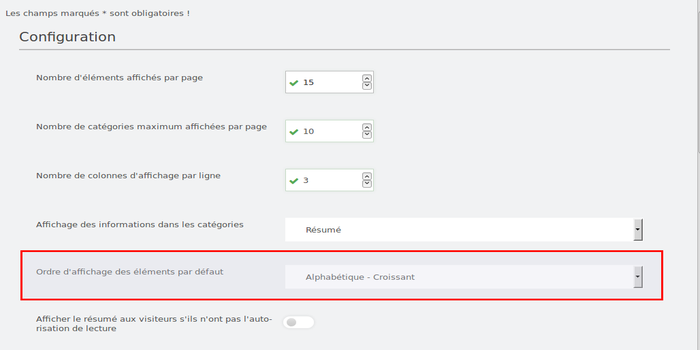 Les champs marqués * sont obligatoires !
Configuration
Nombre d'éléments affichés par page
15
Nombre de catégories maximum affichées par page
10
Nombre de colonnes d'affichage par ligne
3
Affichage des informations dans les catégories
Résumé
Ordre d'affichage des éléments par défaut
Alphabétique - Croissant
Afficher le résumé aux visiteurs s'ils n'ont pas l'auto-
risation de lecture